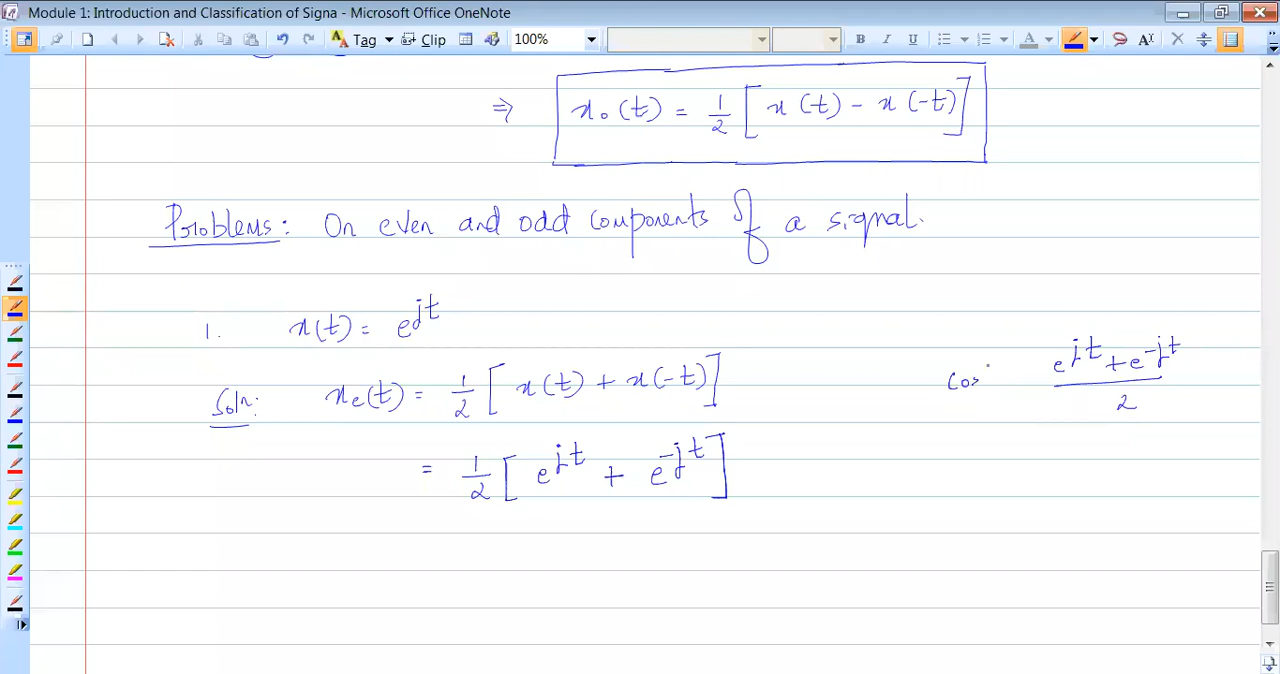 Module 1: Introduction and Classification of Signa - Microsoft Office OneNote
Tag Clip 100% B I U A
⇒ x₀(t) = 1/2 [x(t) - x(-t)]
Problems: On even and odd components of a signal.
1. x(t) = e^{jt}
Soln: xₑ(t) = 1/2 [x(t) + x(-t)]
cos (e^{jt} + e^{-jt})/2
= 1/2 [e^{jt} + e^{-jt}]